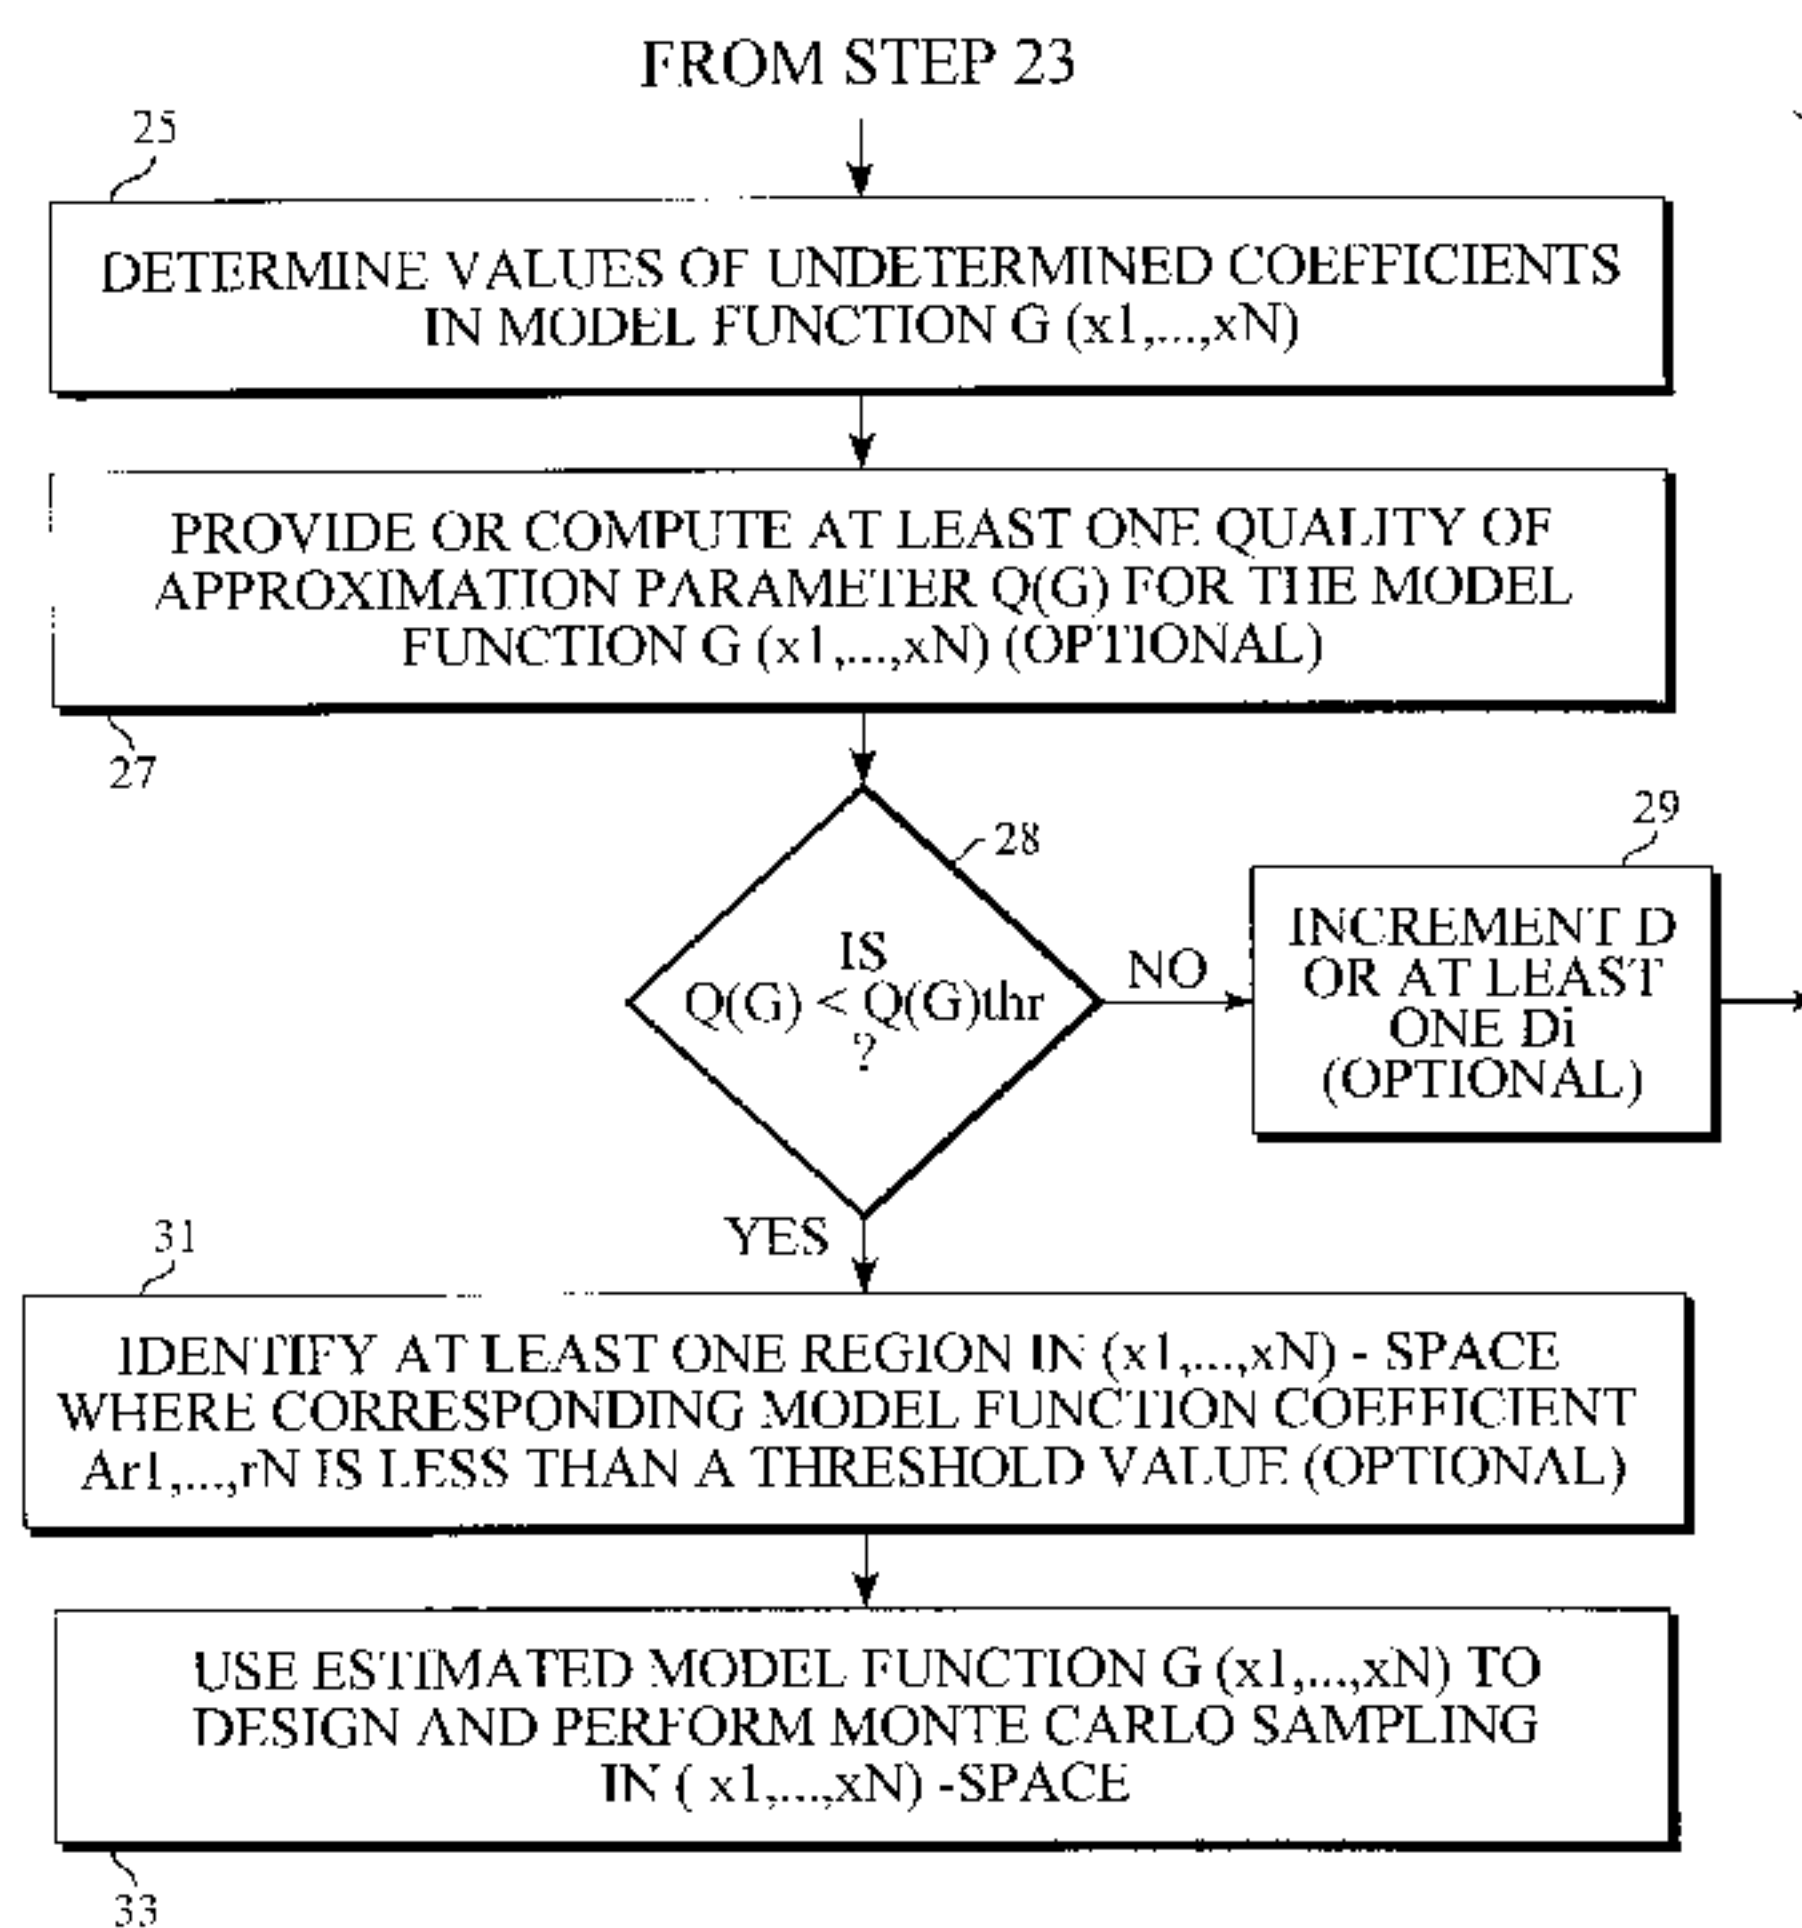 FROM STEP 23
25
DETERMINE VALUES OF UNDETERMINED COEFFICIENTS
IN MODEL FUNCTION G (x1,...,xN)
PROVIDE OR COMPUTE AT LEAST ONE QUALITY OF
APPROXIMATION PARAMETER Q(G) FOR THE MODEL
FUNCTION G (x1,...,xN) (OPTIONAL)
27
28
IS
Q(G) < Q(G)thr
?
NO
29
INCREMENT D
OR AT LEAST
ONE Di
(OPTIONAL)
YES
31
IDENTIFY AT LEAST ONE REGION IN (x1,...,xN) - SPACE
WHERE CORRESPONDING MODEL FUNCTION COEFFICIENT
Ar1,...,rN IS LESS THAN A THRESHOLD VALUE (OPTIONAL)
USE ESTIMATED MODEL FUNCTION G (x1,...,xN) TO
DESIGN AND PERFORM MONTE CARLO SAMPLING
IN ( x1,...,xN) -SPACE
33